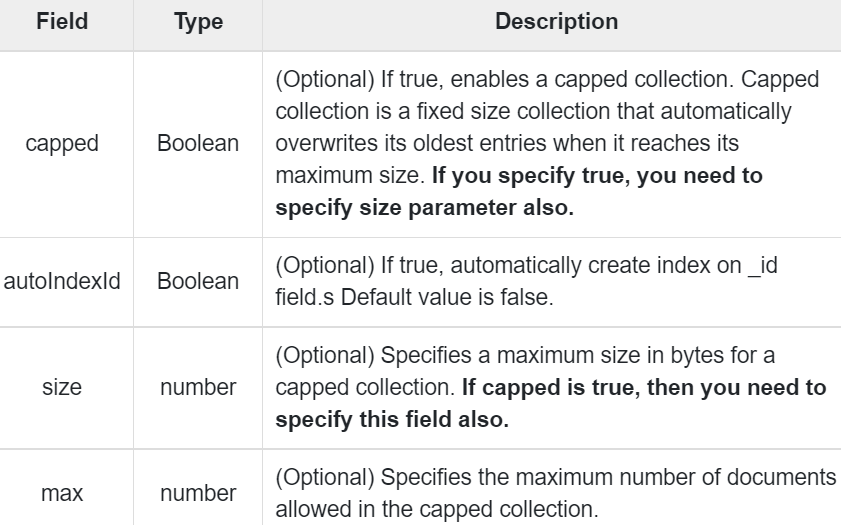 Field Type Description
(Optional) If true, enables a capped collection. Capped
collection is a fixed size collection that automatically
capped Boolean overwrites its oldest entries when it reaches its
maximum size. If you specify true, you need to
specify size parameter also.
(Optional) If true, automatically create index on _id
autoIndexId Boolean
field.s Default value is false.
(Optional) Specifies a maximum size in bytes for a
size number capped collection. If capped is true, then you need to
specify this field also.
(Optional) Specifies the maximum number of documents
max number
allowed in the capped collection.